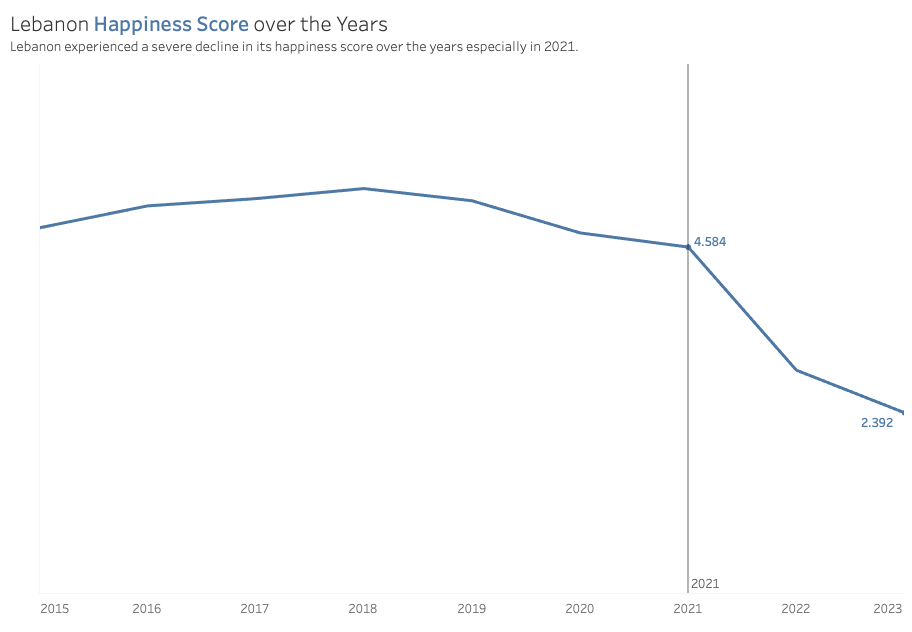 Lebanon Happiness Score over the Years
Lebanon experienced a severe decline in its happiness score over the years especially in 2021.
4.584
2.392
2021
2015 2016 2017 2018 2019 2020 2021 2022 2023